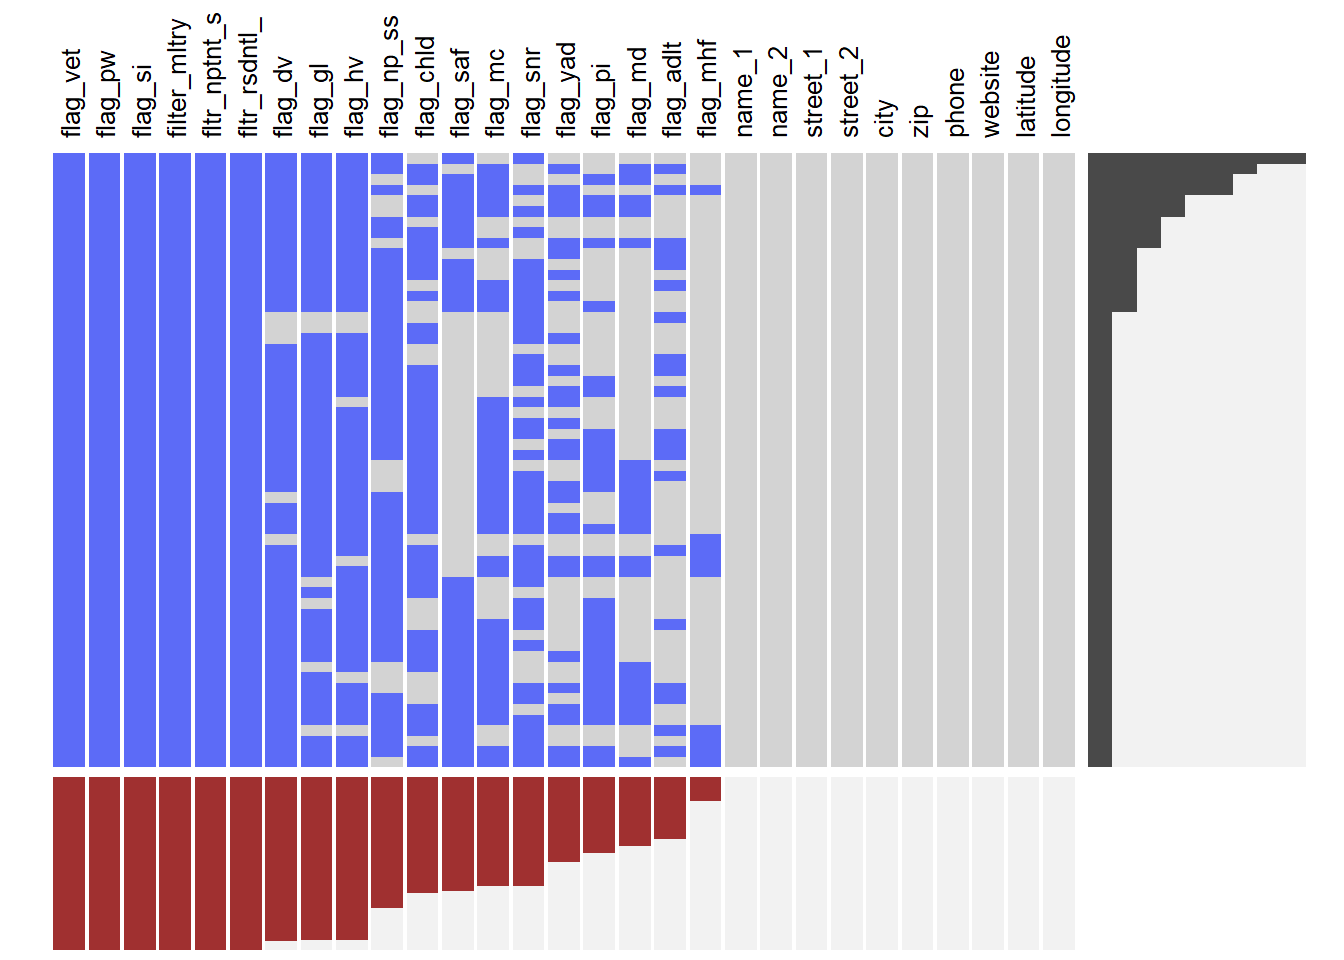 flag_vet
flag_pw
flag_si
filter_mltry
fltr_nptnt_s
fltr_rsdntl_
flag_dv
flag_gl
flag_hv
flag_np_ss
flag_chld
flag_saf
flag_mc
flag_snr
flag_yad
flag_pi
flag_md
flag_adlt
flag_mhf
name_1
name_2
street_1
street_2
city
zip
phone
website
latitude
longitude